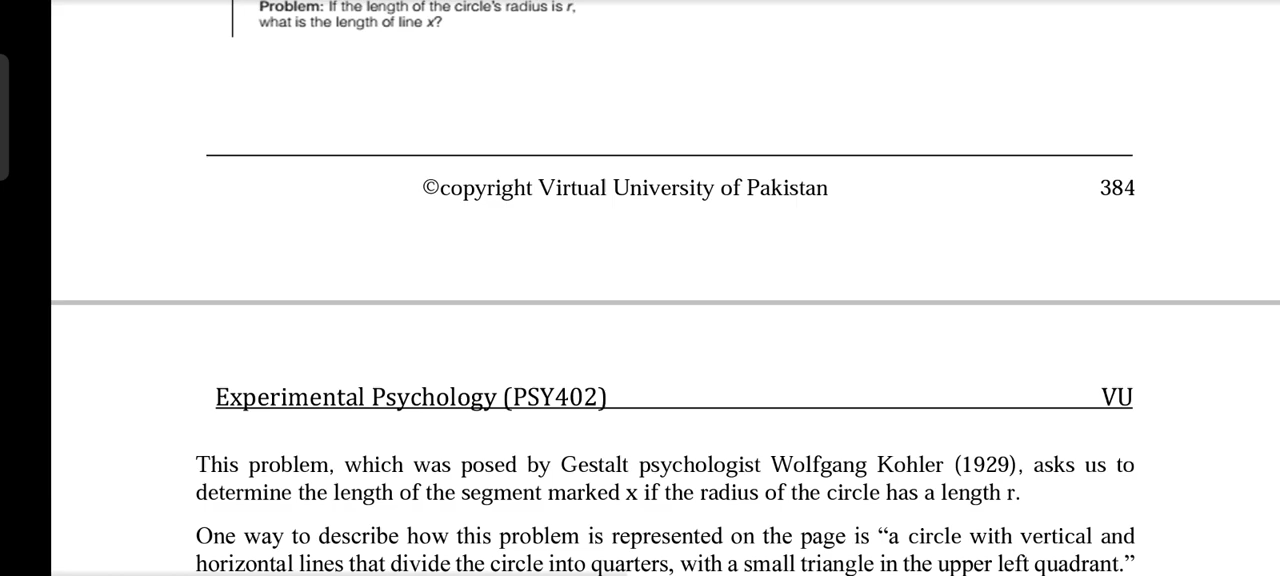 Problem: If the length of the circle's radius is r,
what is the length of line x?
©copyright Virtual University of Pakistan 384
Experimental Psychology (PSY402) VU
This problem, which was posed by Gestalt psychologist Wolfgang Kohler (1929), asks us to
determine the length of the segment marked x if the radius of the circle has a length r.
One way to describe how this problem is represented on the page is “a circle with vertical and
horizontal lines that divide the circle into quarters, with a small triangle in the upper left quadrant.”